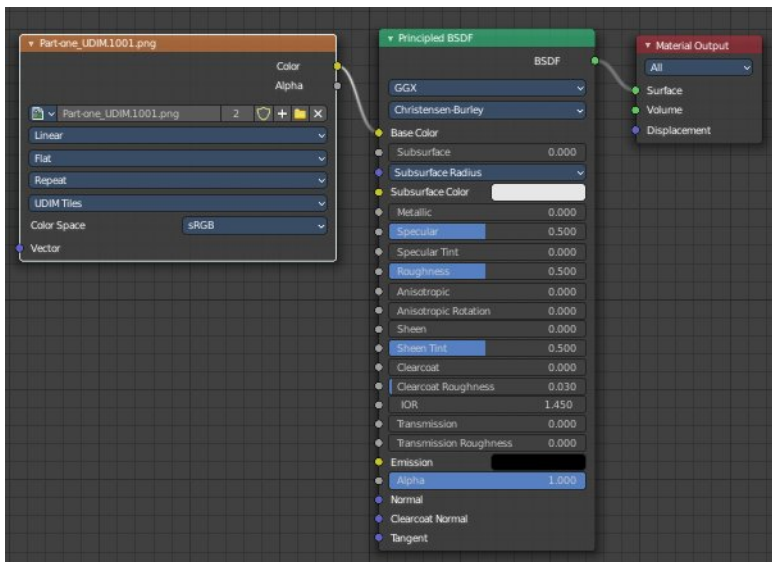 Part-one_UDIM.1001.png
Color
Alpha
Part-one_UDIM.1001.png 2
Linear
Flat
Repeat
UDIM Tiles
Color Space sRGB
Vector
Principled BSDF
BSDF
GGX
Christensen-Burley
Base Color
Subsurface 0.000
Subsurface Radius
Subsurface Color
Metallic 0.000
Specular 0.500
Specular Tint 0.000
Roughness 0.500
Anisotropic 0.000
Anisotropic Rotation 0.000
Sheen 0.000
Sheen Tint 0.500
Clearcoat 0.000
Clearcoat Roughness 0.030
IOR 1.450
Transmission 0.000
Transmission Roughness 0.000
Emission
Alpha 1.000
Normal
Clearcoat Normal
Tangent
Material Output
All
Surface
Volume
Displacement